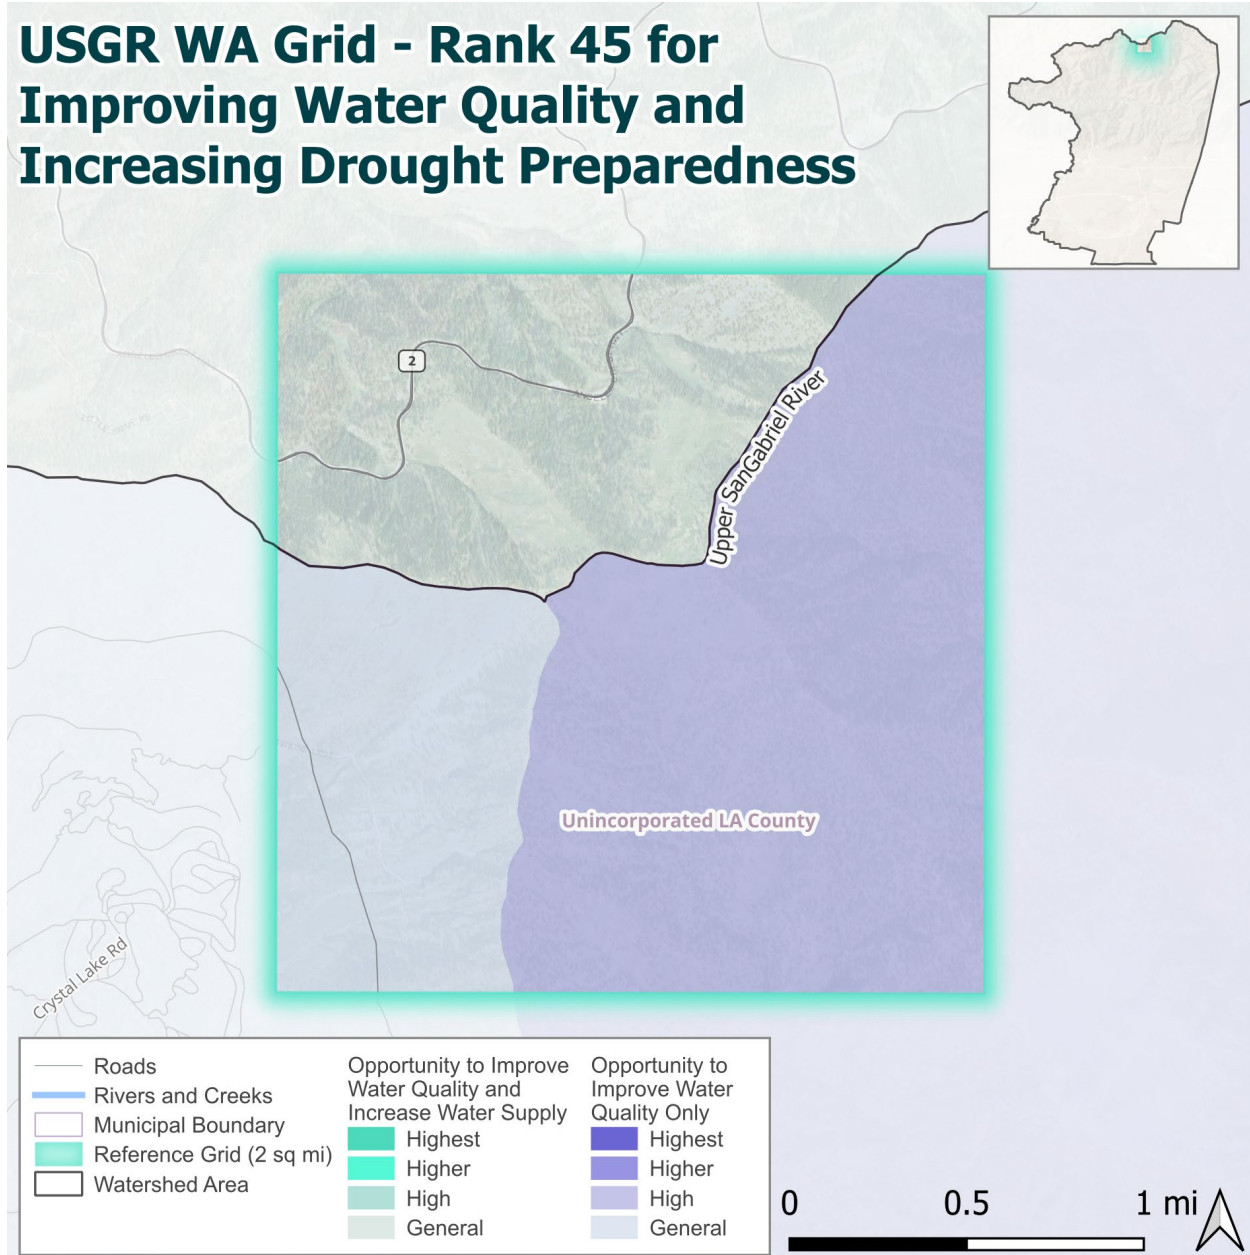 USGR WA Grid - Rank 45 for
Improving Water Quality and
Increasing Drought Preparedness
2
Upper SanGabriel River
Unincorporated LA County
Crystal Lake Rd
Roads
Rivers and Creeks
Municipal Boundary
Reference Grid (2 sq mi)
Watershed Area
Opportunity to Improve
Water Quality and
Increase Water Supply
Highest
Higher
High
General
Opportunity to
Improve Water
Quality Only
Highest
Higher
High
General
0 0.5 1 mi